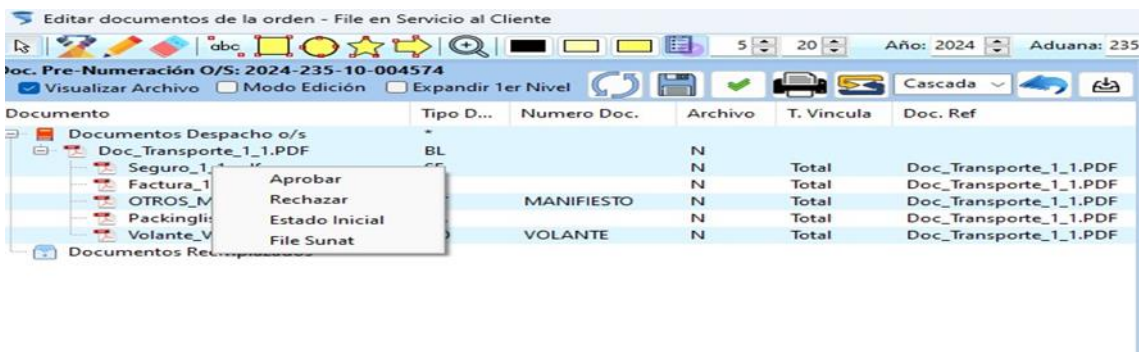 Editar documentos de la orden - File en Servicio al Cliente
abc 5 20 Año: 2024 Aduana: 235
Doc. Pre-Numeración O/S: 2024-235-10-004574
Visualizar Archivo Modo Edición Expandir 1er Nivel Cascada
Documento Tipo D... Numero Doc. Archivo T. Vincula Doc. Ref
Documentos Despacho o/s *
Doc_Transporte_1_1.PDF BL N
Seguro_1_1 N Total Doc_Transporte_1_1.PDF
Factura_1 N Total Doc_Transporte_1_1.PDF
OTROS_M MANIFIESTO N Total Doc_Transporte_1_1.PDF
Packinglis N Total Doc_Transporte_1_1.PDF
Volante_V VOLANTE N Total Doc_Transporte_1_1.PDF
Documentos
Aprobar
Rechazar
Estado Inicial
File Sunat